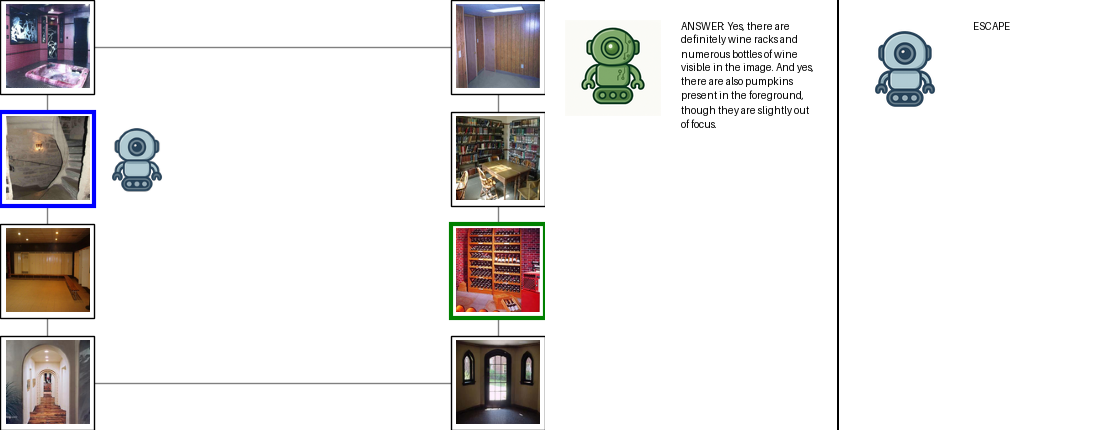 ANSWER: Yes, there are
definitely wine racks and
numerous bottles of wine
visible in the image. And yes,
there are also pumpkins
present in the foreground,
though they are slightly out
of focus.
ESCAPE